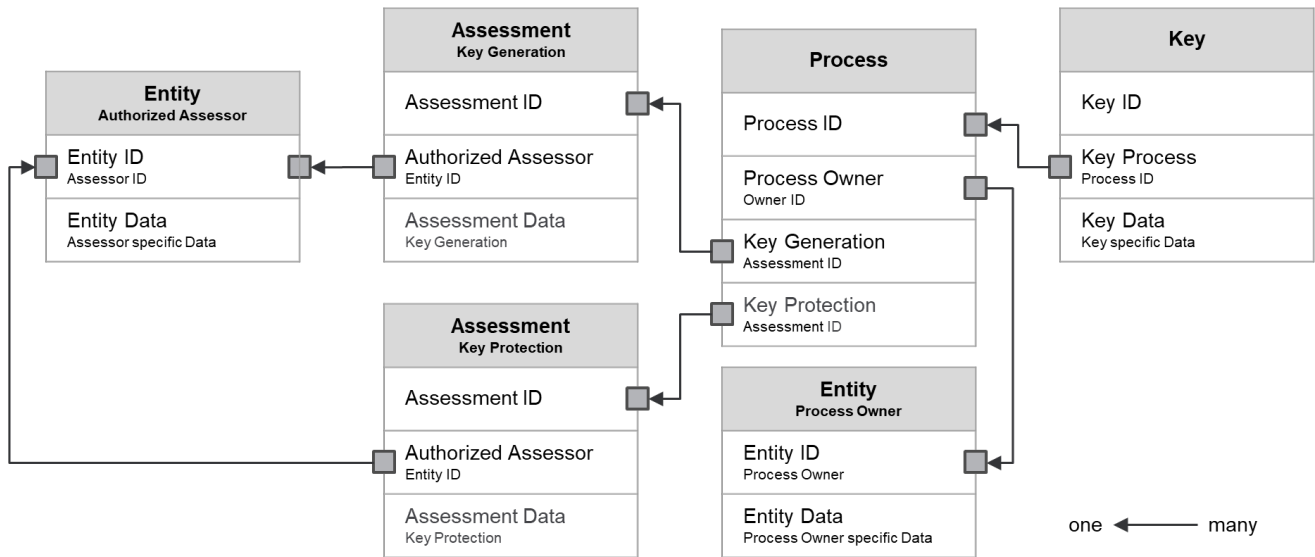 Entity
Authorized Assessor
Entity ID
Assessor ID
Entity Data
Assessor specific Data
Assessment
Key Generation
Assessment ID
Authorized Assessor
Entity ID
Assessment Data
Key Generation
Assessment
Key Protection
Assessment ID
Authorized Assessor
Entity ID
Assessment Data
Key Protection
Process
Process ID
Process Owner
Owner ID
Key Generation
Assessment ID
Key Protection
Assessment ID
Entity
Process Owner
Entity ID
Process Owner
Entity Data
Process Owner specific Data
Key
Key ID
Key Process
Process ID
Key Data
Key specific Data
one many